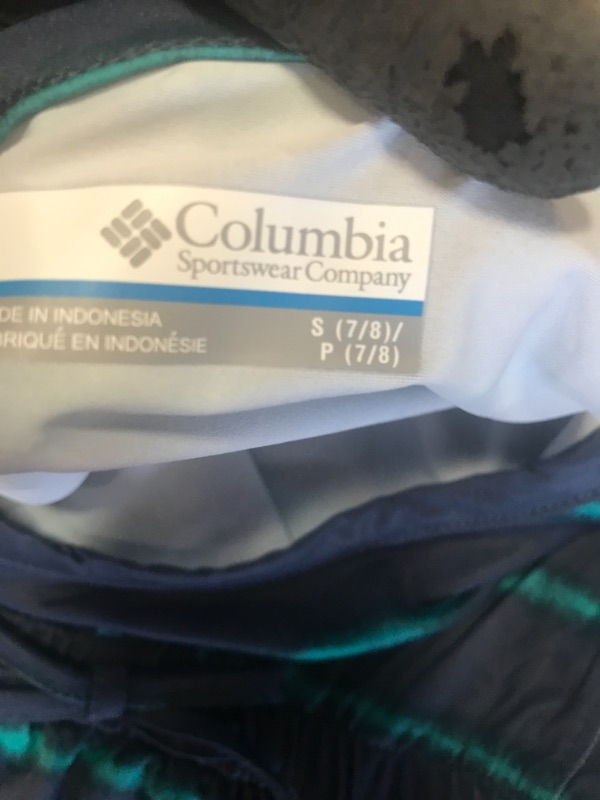 Columbia
Sportswear Company
DE IN INDONESIA
BRIQUÉ EN INDONÉSIE
S (7/8)/
P (7/8)